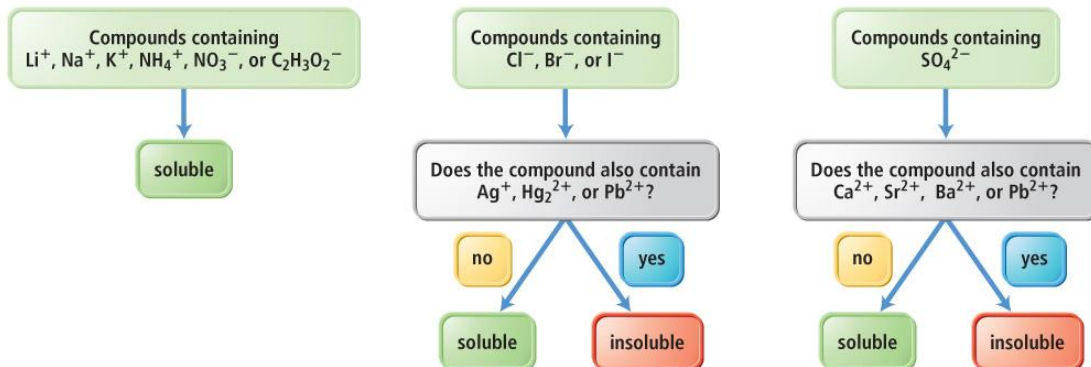 Compounds containing
Li⁺, Na⁺, K⁺, NH₄⁺, NO₃⁻, or C₂H₃O₂⁻
soluble
Compounds containing
Cl⁻, Br⁻, or I⁻
Does the compound also contain
Ag⁺, Hg₂²⁺, or Pb²⁺?
no
yes
soluble
insoluble
Compounds containing
SO₄²⁻
Does the compound also contain
Ca²⁺, Sr²⁺, Ba²⁺, or Pb²⁺?
no
yes
soluble
insoluble